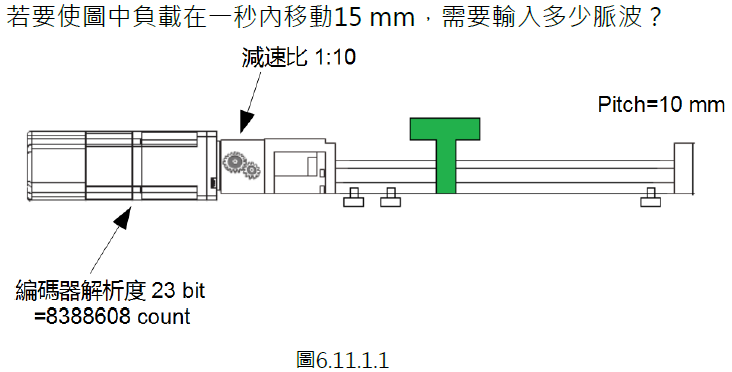 若要使圖中負載在一秒內移動15 mm，需要輸入多少脈波？
減速比 1:10
Pitch=10 mm
編碼器解析度 23 bit
=8388608 count
圖6.11.1.1